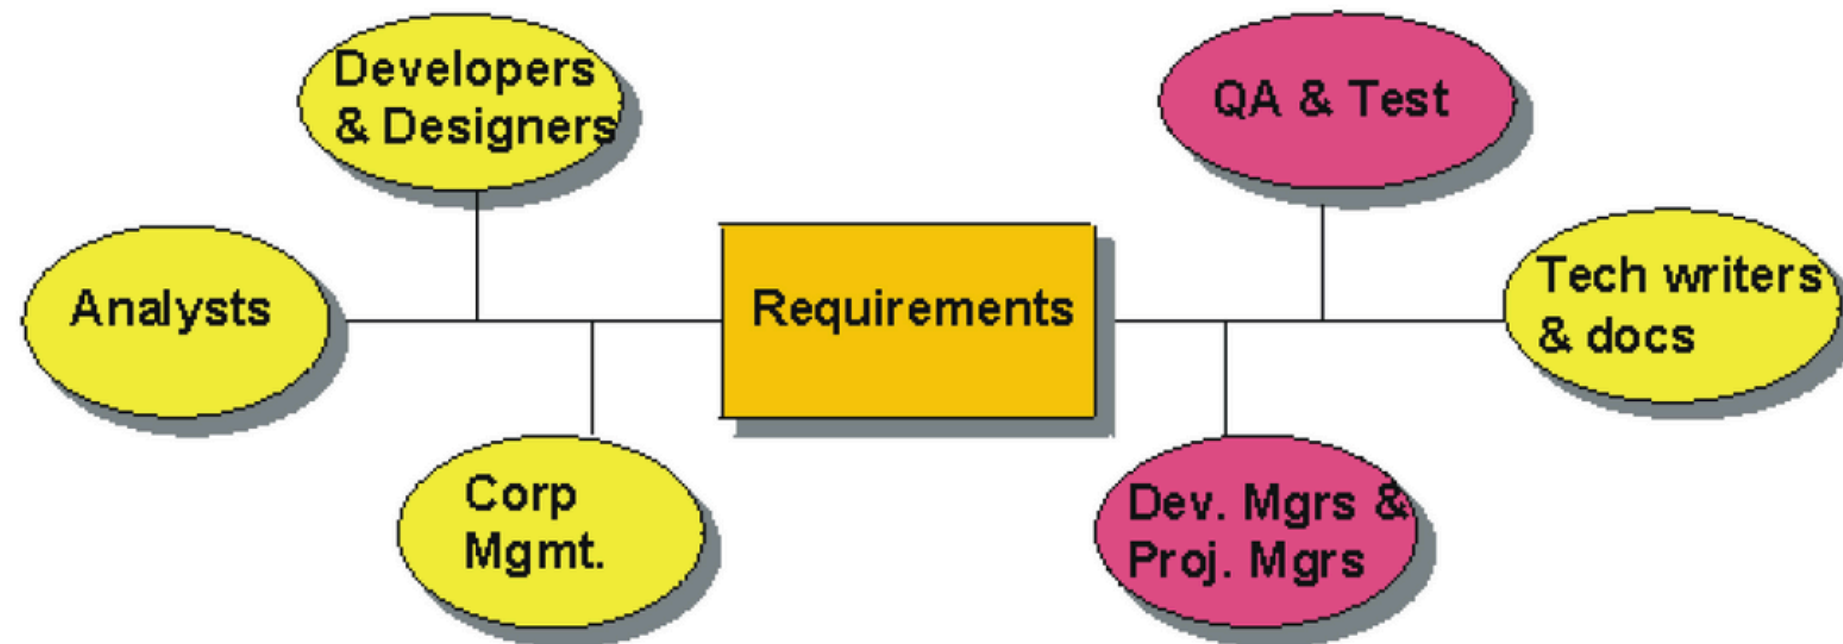 Developers
& Designers
QA & Test
Analysts
Requirements
Tech writers
& docs
Corp
Mgmt.
Dev. Mgrs &
Proj. Mgrs